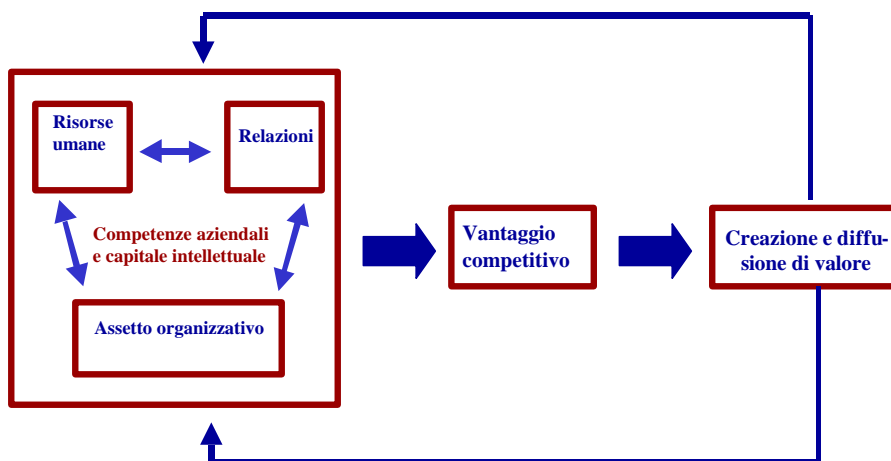 Risorse
umane
Relazioni
Competenze aziendali
e capitale intellettuale
Assetto organizzativo
Vantaggio
competitivo
Creazione e diffu-
sione di valore